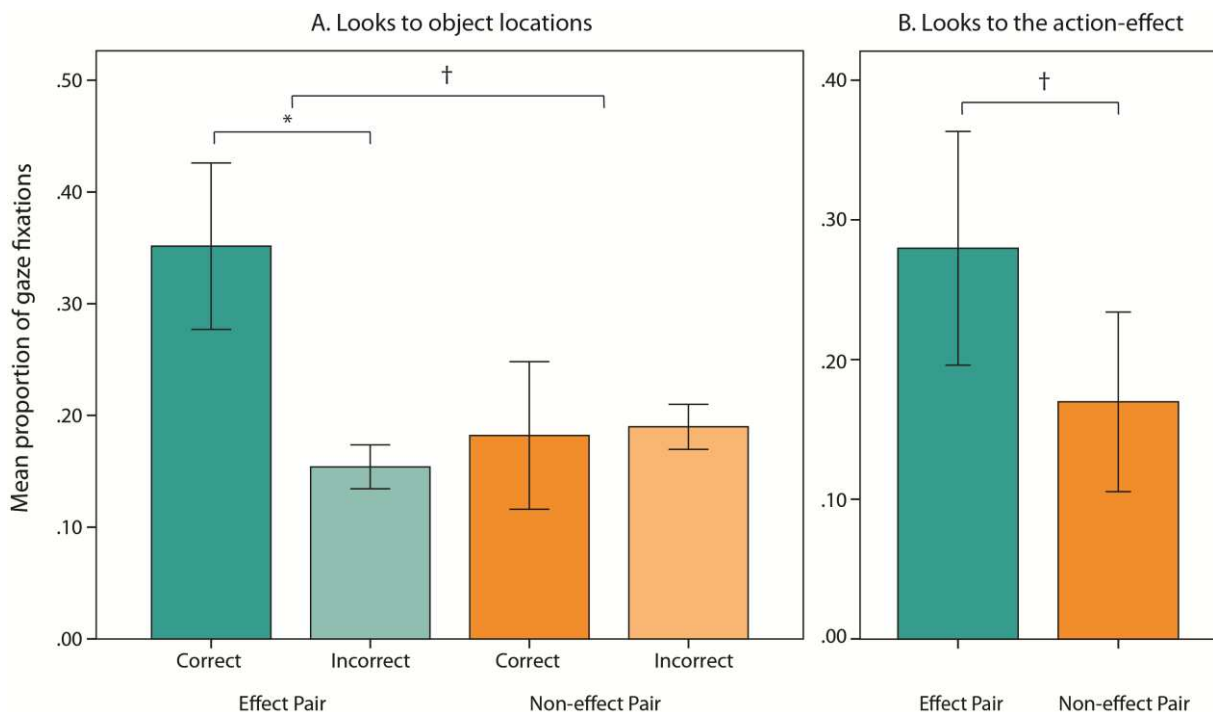 A. Looks to object locations
Mean proportion of gaze fixations
.50
.40
.30
.20
.10
.00
†
*
Correct
Incorrect
Correct
Incorrect
Effect Pair
Non-effect Pair
B. Looks to the action-effect
.40
.30
.20
.10
.00
†
Effect Pair
Non-effect Pair